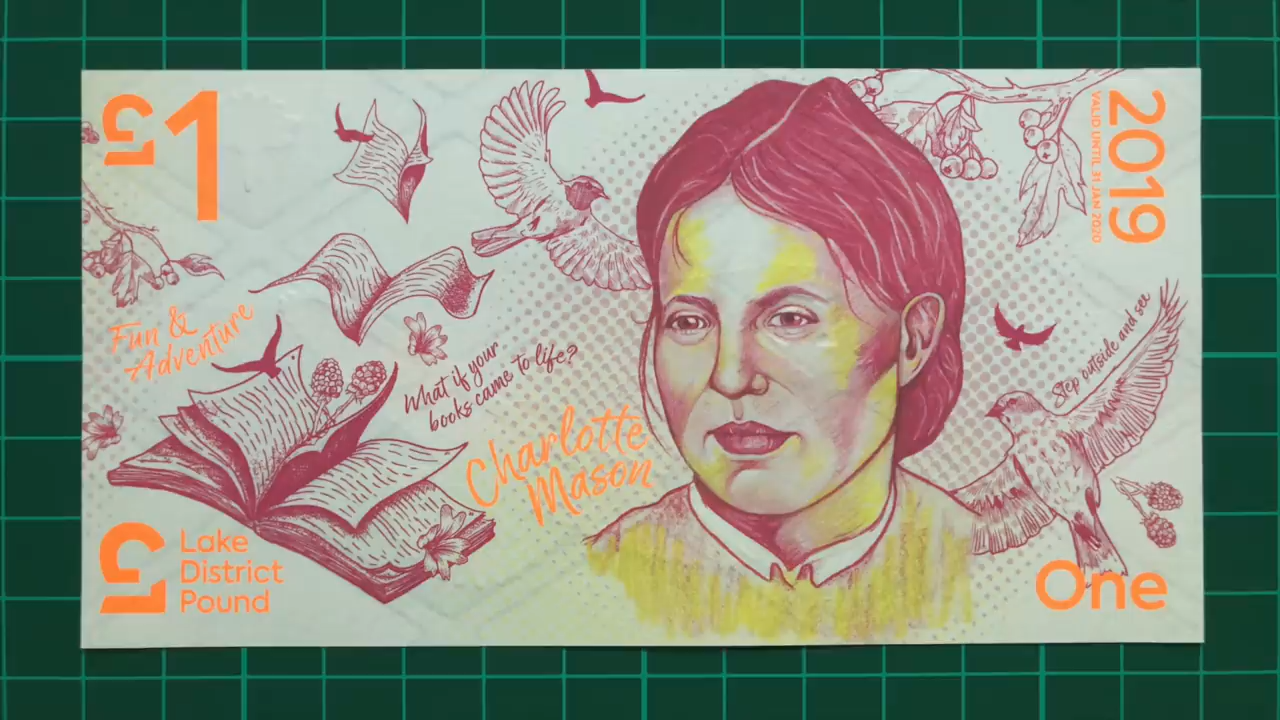 £1
2019
VALID UNTIL 31 JAN 2020
Fun &
Adventure
What if your
books came to life?
Charlotte
Mason
Step outside and see
Lake
District
Pound
One